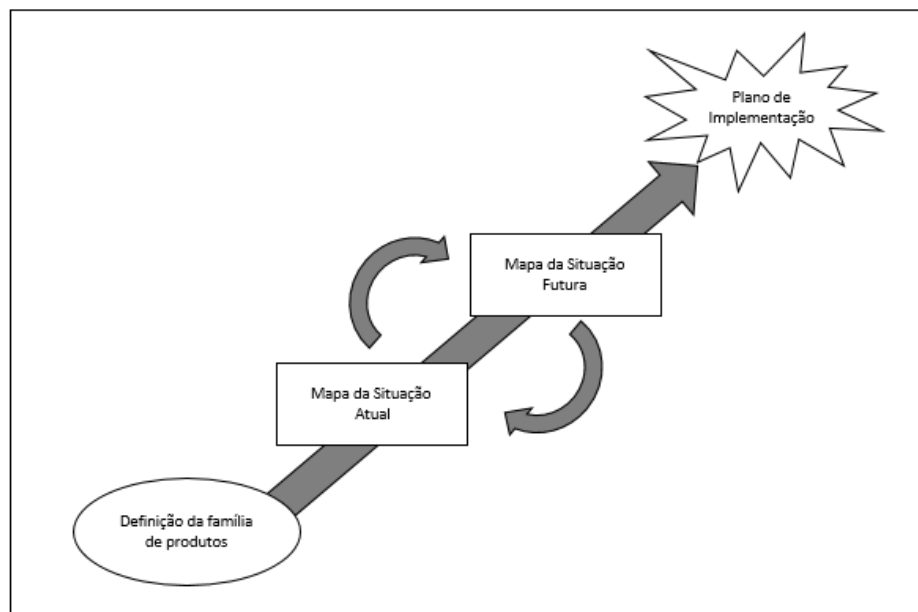 Plano de
Implementação
Mapa da Situação
Futura
Mapa da Situação
Atual
Definição da família
de produtos